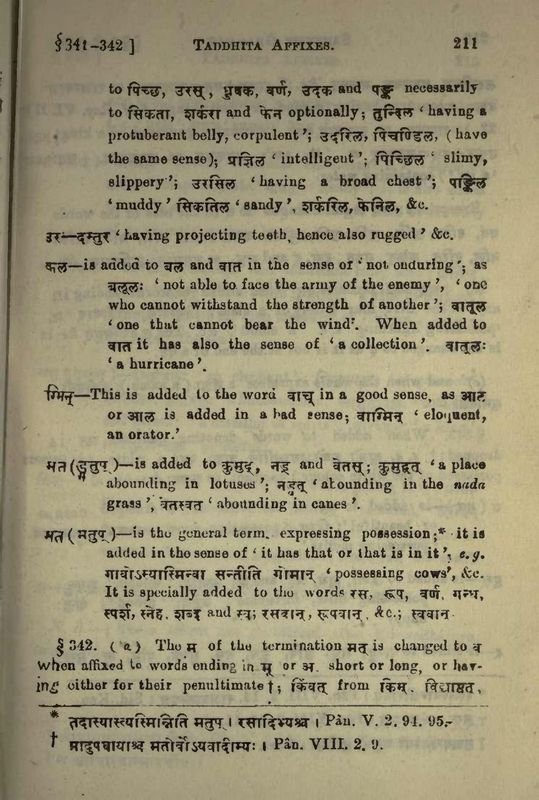 § 341-342 ] TADDHITA AFFIXES. 211
to पिच्छ, उरस्, ध्रुवक, वर्ण, उदक and पङ्क necessarily
to सिकता, शर्करा and फेन optionally; तुन्दिल ‘ having a
protuberant belly, corpulent ’; उदरिल, पिचण्डिल, ( have
the same sense); प्रज्ञिल ‘ intelligent ’; पिच्छिल ‘ slimy,
slippery ’; उरसिल ‘ having a broad chest ’; पङ्किल
‘ muddy ’ सिकतिल ‘ sandy ’, शर्करिल, फेनिल, &c.
उर—दन्तुर ‘ having projecting teeth, hence also rugged ’ &c.
ऊल—is added to बल and वात in the sense of ‘ not enduring ’; as
बलूलः ‘ not able to face the army of the enemy ’, ‘ one
who cannot withstand the strength of another ’; वातूल
‘ one that cannot bear the wind ’. When added to
वात it has also the sense of ‘ a collection ’. वातूलः
‘ a hurricane ’.
ग्मिन्—This is added to the word वाच् in a good sense, as आट
or आल is added in a bad sense; वाग्मिन् ‘ eloquent,
an orator.’
मत (ड्मतुप् )—is added to कुमुद्, नड and वेतस्; कुमुद्वत् ‘ a place
abounding in lotuses ’; नड्वत् ‘ abounding in the nada
grass ’, वेतस्वत ‘ abounding in canes ’.
मत ( मतुप् )—is the general term. expressing possession;* it is
added in the sense of ‘ it has that or that is in it ’, e. g.
गावोऽस्यास्मिन्वा सन्तीति गोमान् ‘ possessing cows’, &c.
It is specially added to the words रस, रूप, वर्ण, गन्ध,
स्पर्श, स्नेह, शब्द and स्व; रसवान्, रूपवान्, &c.; स्ववान
§ 342. ( a ) The म of the termination मत् is changed to व
when affixed to words ending in म् or अ. short or long, or hav-
ing either for their penultimate †; किंवत् from किम्,
* तदस्यास्त्यस्मिन्निति मतुप् । रसादिभ्यश्च । Pân. V. 2. 94. 95.-
† मादुपधायाश्च मतोर्वोऽयवादिभ्यः । Pân. VIII. 2. 9.